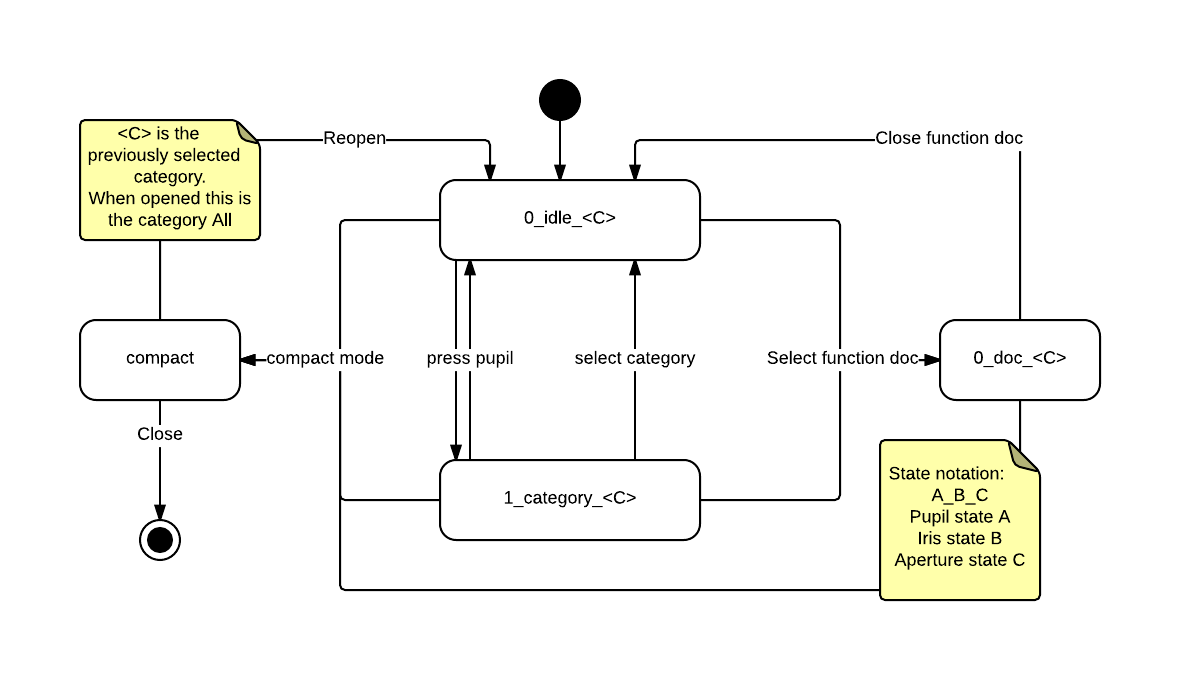 <C> is the
previously selected
category.
When opened this is
the category All
Reopen
Close function doc
0_idle_<C>
compact
compact mode
press pupil
select category
Select function doc
0_doc_<C>
Close
1_category_<C>
State notation:
A_B_C
Pupil state A
Iris state B
Aperture state C